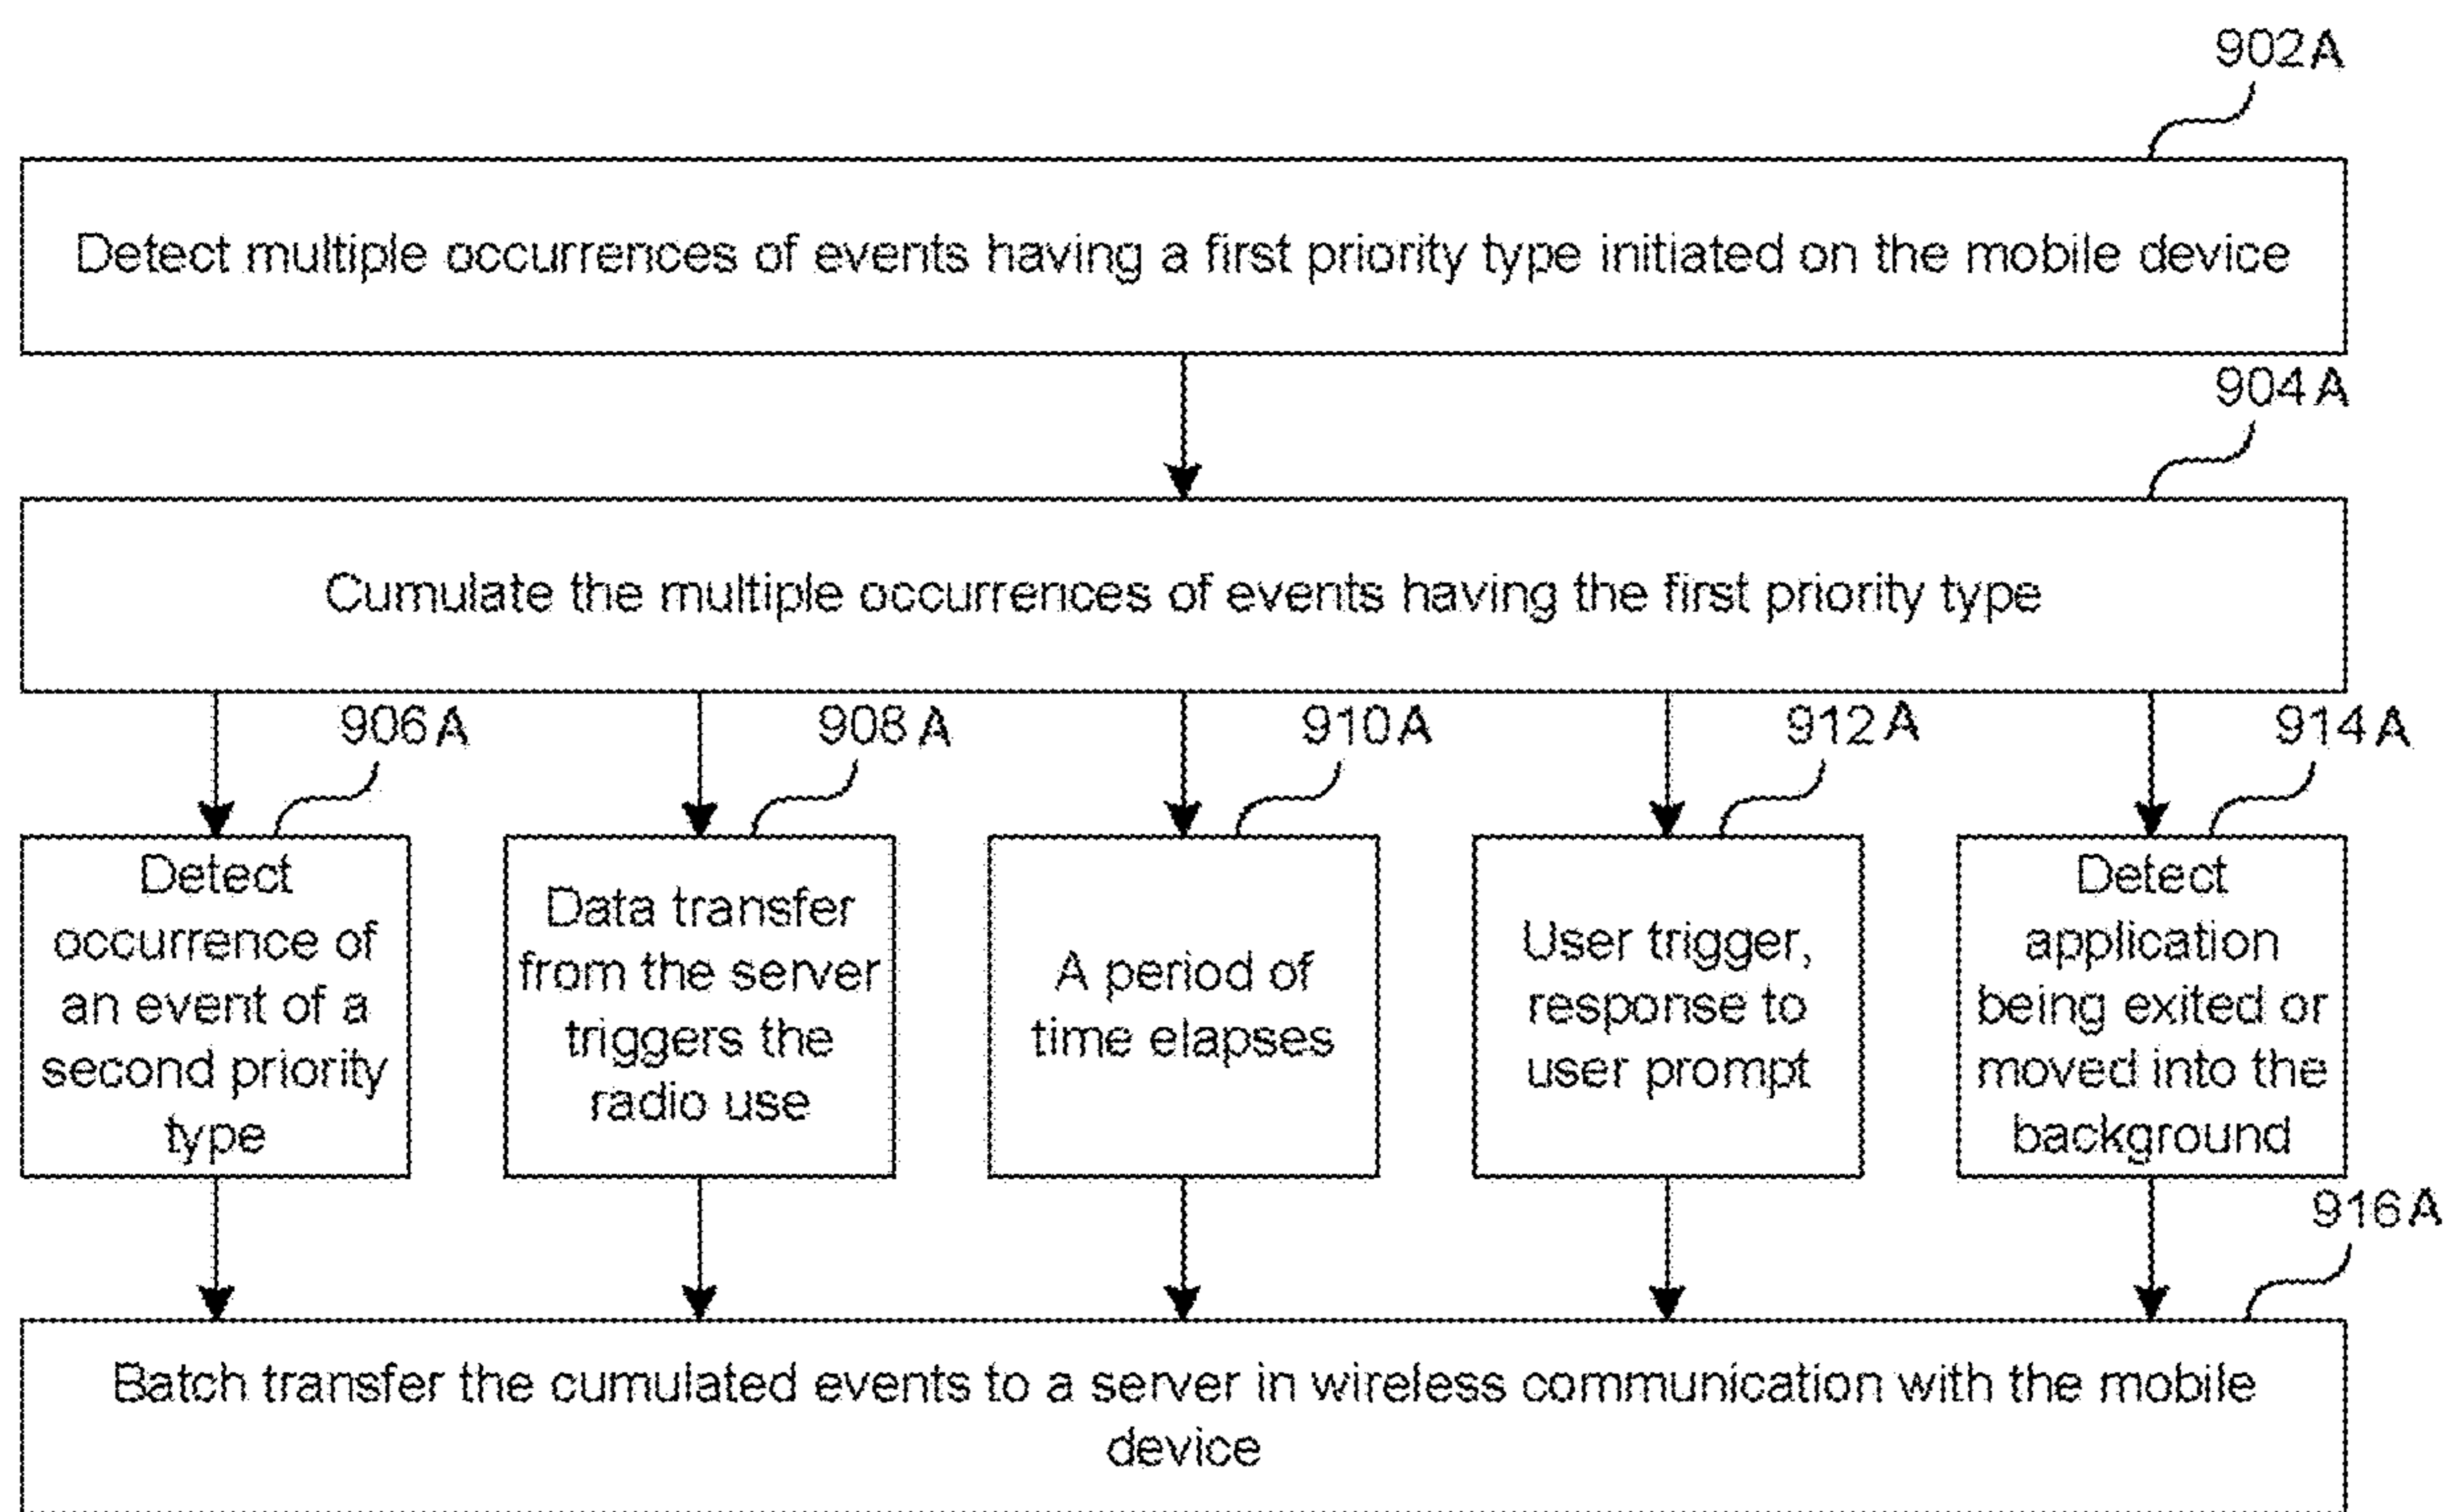 902A
Detect multiple occurrences of events having a first priority type initiated on the mobile device
904A
Cumulate the multiple occurrences of events having the first priority type
906A
908A
910A
912A
914A
Detect
occurrence of
an event of a
second priority
type
Data transfer
from the server
triggers the
radio use
A period of
time elapses
User trigger,
response to
user prompt
Detect
application
being exited or
moved into the
background
916A
Batch transfer the cumulated events to a server in wireless communication with the mobile
device